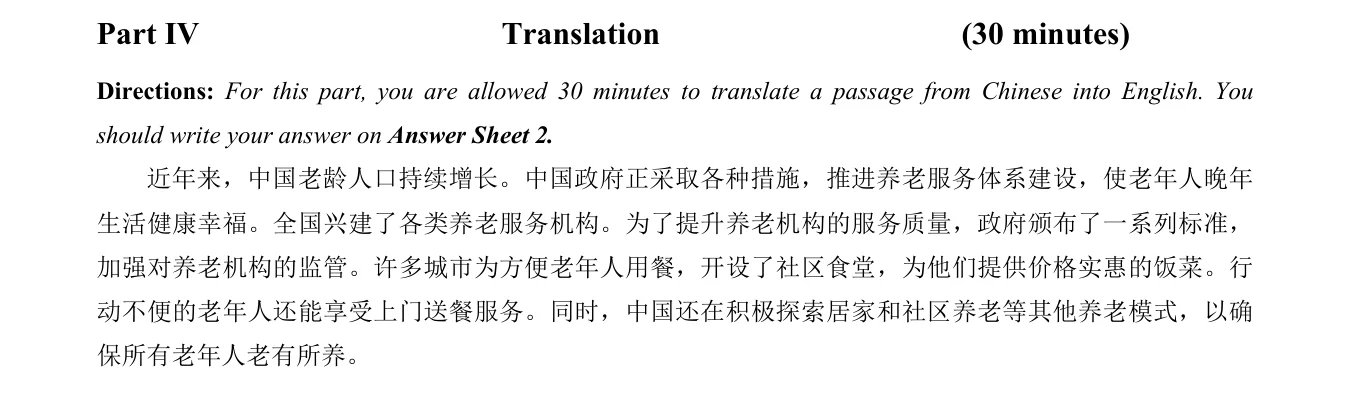 Part IV Translation (30 minutes)
Directions: For this part, you are allowed 30 minutes to translate a passage from Chinese into English. You
should write your answer on Answer Sheet 2.
近年来，中国老龄人口持续增长。中国政府正采取各种措施，推进养老服务体系建设，使老年人晚年
生活健康幸福。全国兴建了各类养老服务机构。为了提升养老机构的服务质量，政府颁布了一系列标准，
加强对养老机构的监管。许多城市为方便老年人用餐，开设了社区食堂，为他们提供价格实惠的饭菜。行
动不便的老年人还能享受上门送餐服务。同时，中国还在积极探索居家和社区养老等其他养老模式，以确
保所有老年人老有所养。